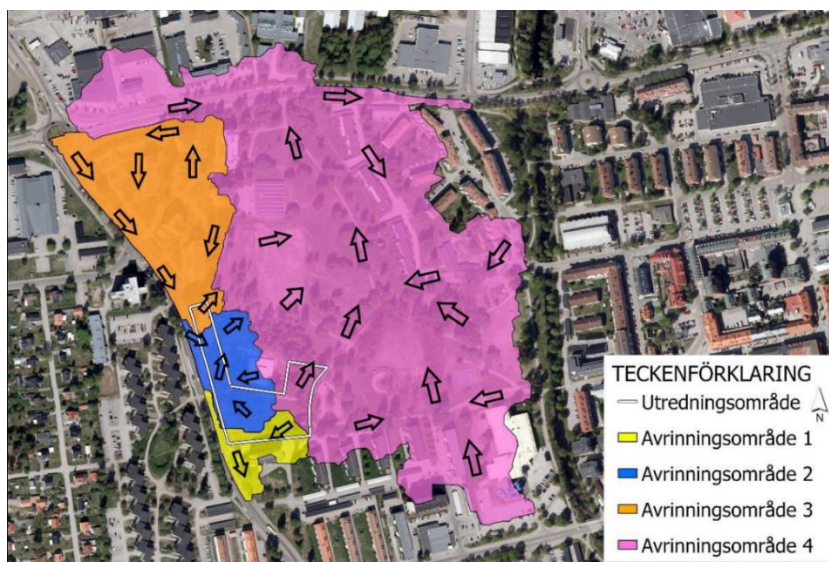 TECKENFÖRKLARING
Utredningsområde
N
Avrinningsområde 1
Avrinningsområde 2
Avrinningsområde 3
Avrinningsområde 4